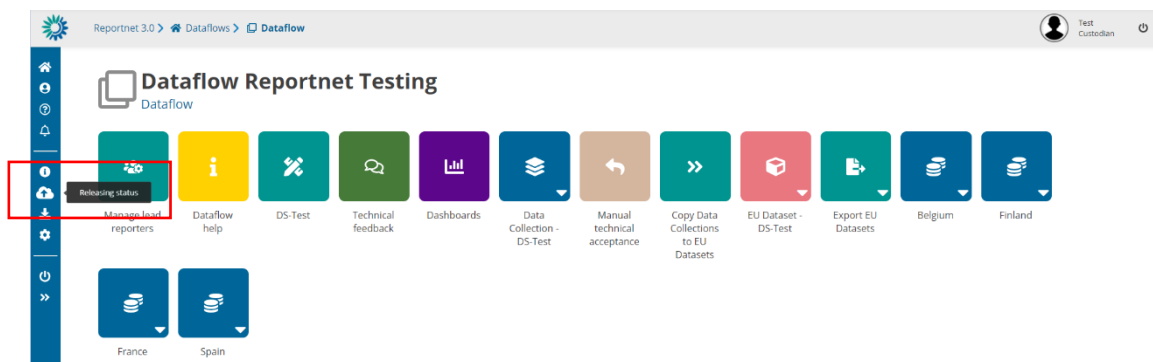 Reportnet 3.0 Dataflows Dataflow
Test
Custodian
Dataflow Reportnet Testing
Dataflow
Releasing status
Manage lead
reporters
Dataflow
help
DS-Test
Technical
feedback
Dashboards
Data
Collection -
DS-Test
Manual
technical
acceptance
Copy Data
Collections
to EU
Datasets
EU Dataset -
DS-Test
Export EU
Datasets
Belgium
Finland
France
Spain